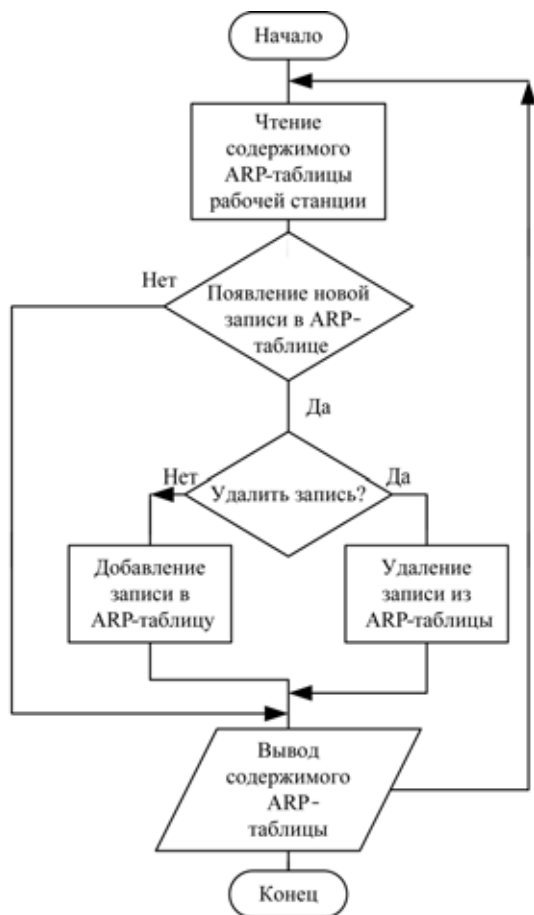 Начало
Чтение
содержимого
ARP-таблицы
рабочей станции
Нет
Появление новой
записи в ARP-
таблице
Да
Нет
Удалить запись?
Да
Добавление
записи в
ARP-таблицу
Удаление
записи из
ARP-таблицы
Вывод
содержимого
ARP-
таблицы
Конец